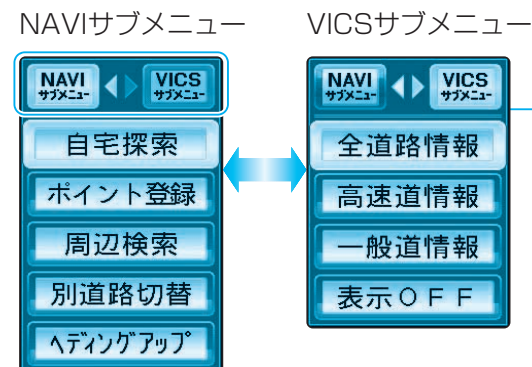 NAVIサブメニュー
NAVI サブメニュー
VICS サブメニュー
自宅探索
ポイント登録
周辺検索
別道路切替
ヘディングアップ
VICSサブメニュー
NAVI サブメニュー
VICS サブメニュー
全道路情報
高速道情報
一般道情報
表示OFF